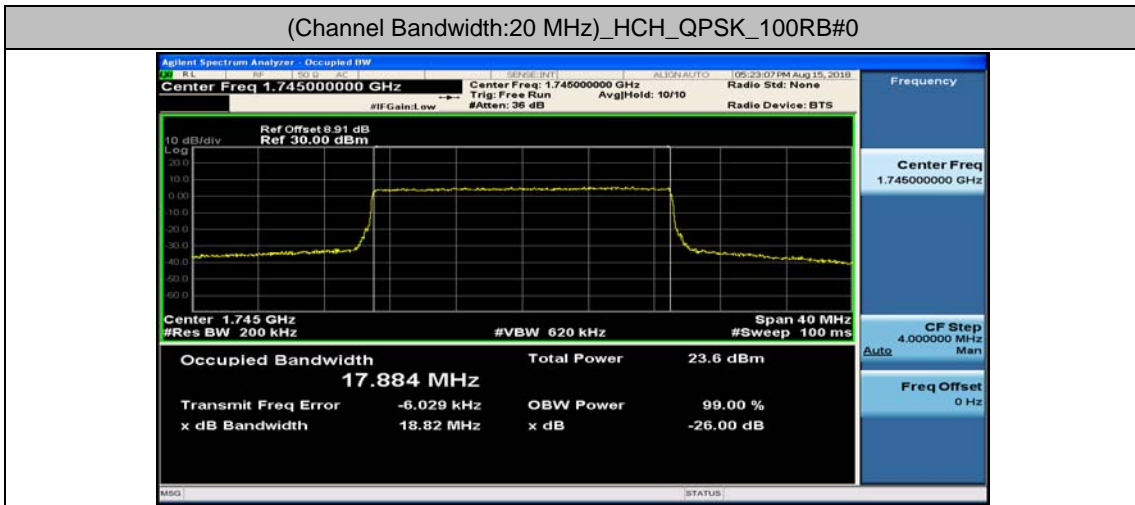 (Channel Bandwidth:20 MHz)_HCH_QPSK_100RB#0
Agilent Spectrum Analyzer - Occupied BW
RL RF 50 Ω AC SENSE:INT ALIGN AUTO 05:23:07 PM Aug 15, 2018
Center Freq 1.745000000 GHz
Center Freq: 1.745000000 GHz Radio Std: None
Trig: Free Run Avg|Hold: 10/10
#IFGain:Low #Atten: 36 dB Radio Device: BTS
Frequency
Ref Offset 8.91 dB
10 dB/div Ref 30.00 dBm
Log
20.0
10.0
0.00
-10.0
-20.0
-30.0
-40.0
-50.0
-60.0
Center 1.745 GHz Span 40 MHz
#Res BW 200 kHz #VBW 620 kHz #Sweep 100 ms
Occupied Bandwidth Total Power 23.6 dBm
17.884 MHz
Transmit Freq Error -6.029 kHz OBW Power 99.00 %
x dB Bandwidth 18.82 MHz x dB -26.00 dB
Center Freq
1.745000000 GHz
CF Step
4.000000 MHz
Auto Man
Freq Offset
0 Hz
MSG STATUS